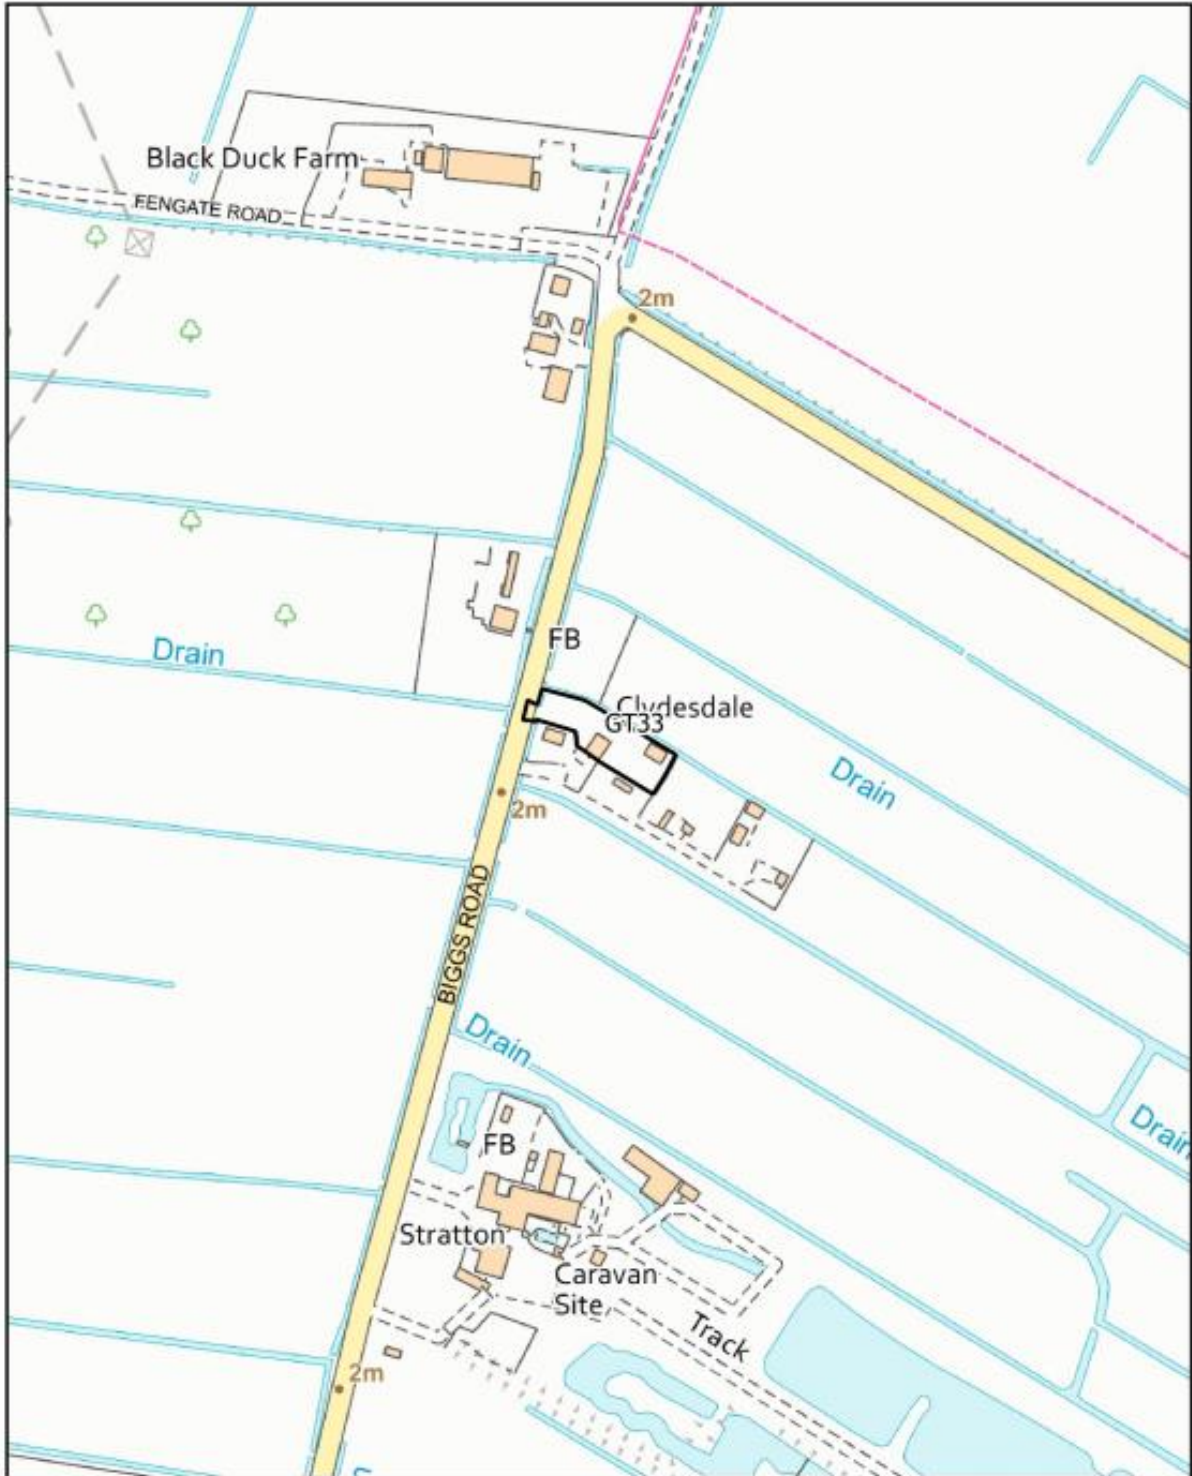 Black Duck Farm
FENGATE ROAD
2m
FB
Drain
Clydesdale
GT33
Drain
2m
BIGGS ROAD
Drain
Drain
FB
Stratton
Caravan
Site
Track
2m